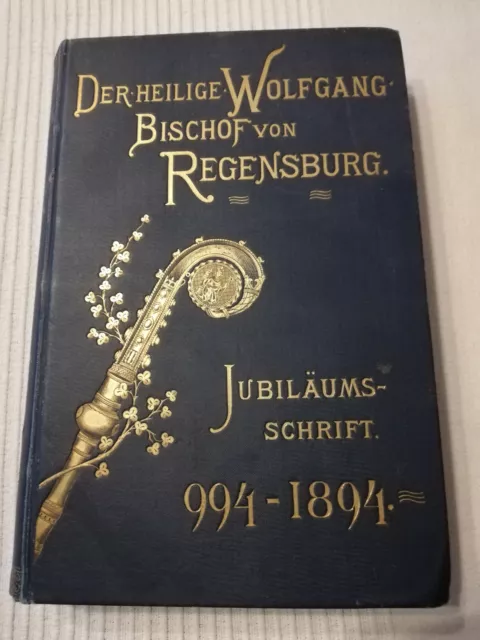 DER·HEILIGE·WOLFGANG·
BISCHOF VON
REGENSBURG.
JUBILÄUMS-
SCHRIFT.
994-1894.